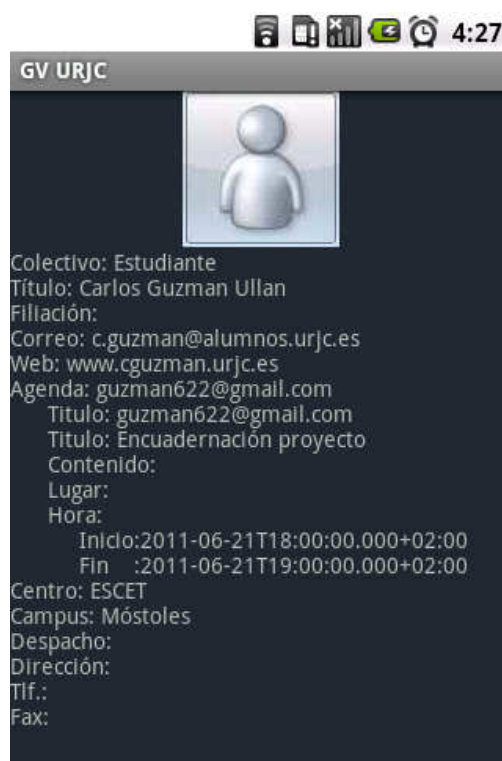 4:27
GV URJC
Colectivo: Estudiante
Título: Carlos Guzman Ullan
Filiación:
Correo: c.guzman@alumnos.urjc.es
Web: www.cguzman.urjc.es
Agenda: guzman622@gmail.com
Titulo: guzman622@gmail.com
Titulo: Encuadernación proyecto
Contenido:
Lugar:
Hora:
Inicio:2011-06-21T18:00:00.000+02:00
Fin :2011-06-21T19:00:00.000+02:00
Centro: ESCET
Campus: Móstoles
Despacho:
Dirección:
Tlf.:
Fax: